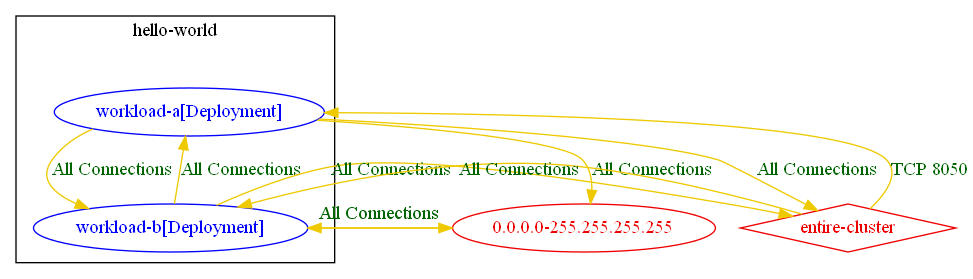 hello-world
workload-a[Deployment]
All Connections
All Connections
All Connections
All Connections
All Connections
All Connections
TCP 8050
All Connections
workload-b[Deployment]
0.0.0.0-255.255.255.255
entire-cluster